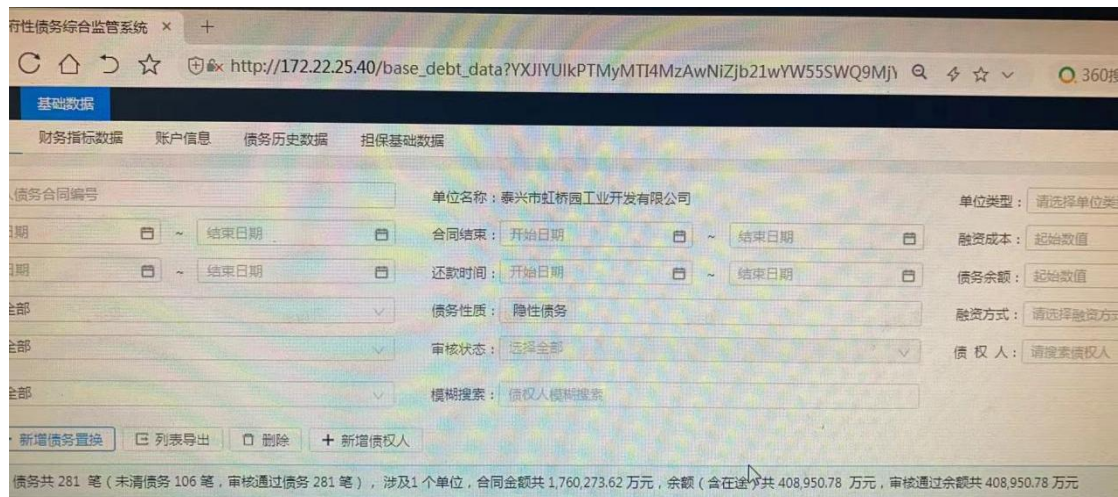 府性债务综合监管系统 × +
http://172.22.25.40/base_debt_data?YXJlYUlkPTMyMTI4MzAwNiZjb21wYW55SWQ9Mj 360搜
基础数据
财务指标数据 账户信息 债务历史数据 担保基础数据
债务合同编号 单位名称：泰兴市虹桥园工业开发有限公司 单位类型： 请选择单位类
日期 ~ 结束日期 合同结束： 开始日期 ~ 结束日期 融资成本： 起始数值
日期 ~ 结束日期 还款时间： 开始日期 ~ 结束日期 债务余额： 起始数值
全部 债务性质： 隐性债务 融资方式： 请选择融资方式
全部 审核状态： 选择全部 债 权 人： 请搜索债权人
全部 模糊搜索： 债权人模糊搜索
新增债务置换 列表导出 删除 + 新增债权人
债务共 281 笔（未清债务 106 笔，审核通过债务 281 笔），涉及1 个单位，合同金额共 1,760,273.62 万元，余额（含在途）共 408,950.78 万元，审核通过余额共 408,950.78 万元